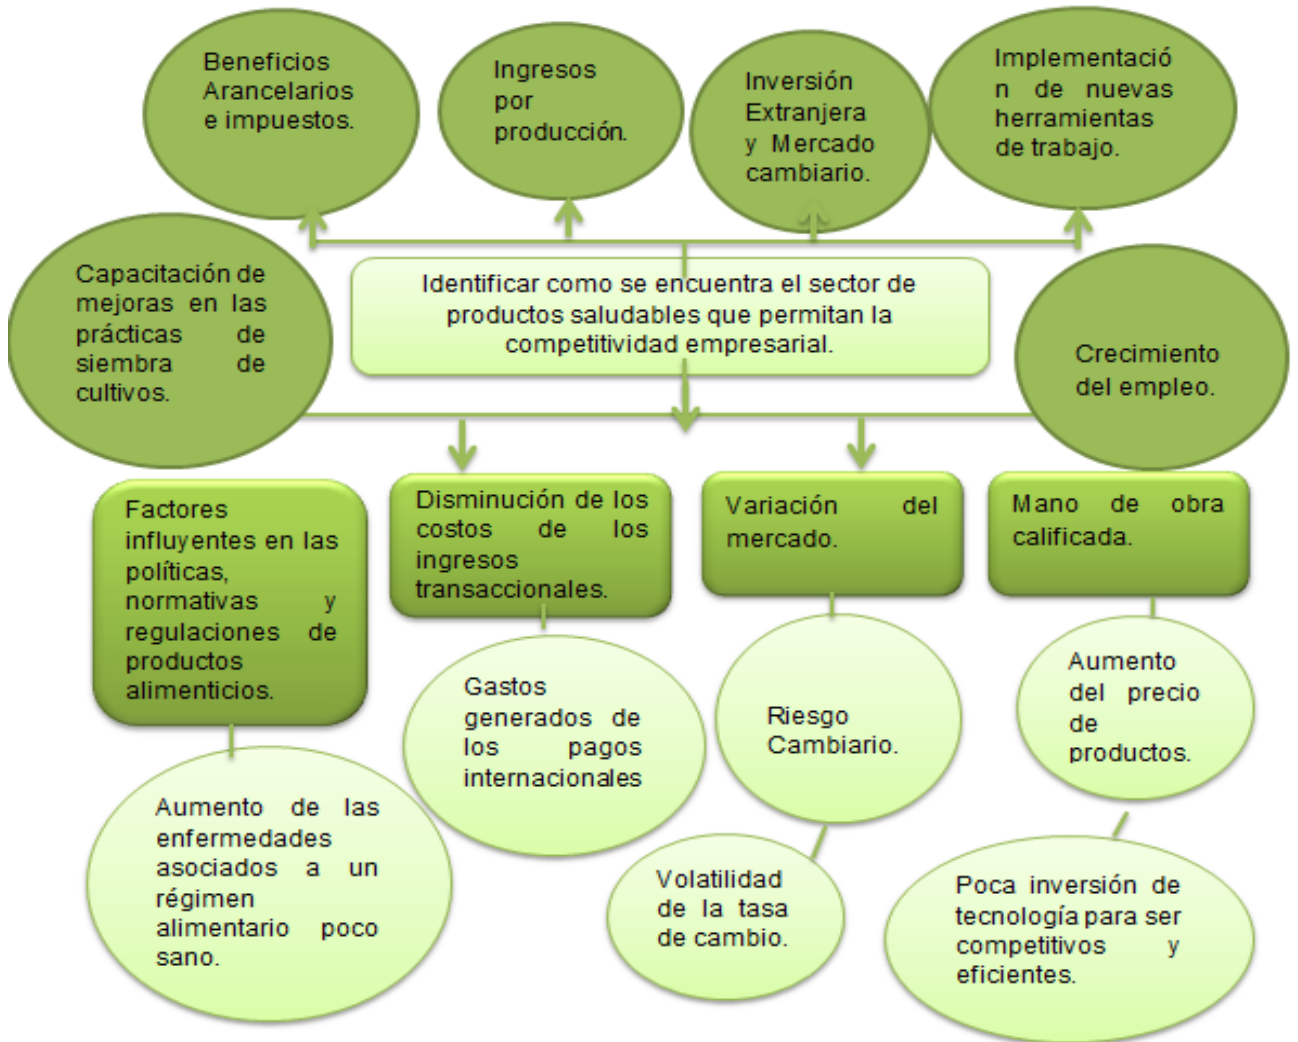 Beneficios
Arancelarios
e impuestos.
Ingresos
por
producción.
Inversión
Extranjera
y Mercado
cambiario.
Implementació
n de nuevas
herramientas
de trabajo.
Capacitación de
mejoras en las
prácticas de
siembra de
cultivos.
Identificar como se encuentra el sector de
productos saludables que permitan la
competitividad empresarial.
Crecimiento
del empleo.
Factores
influyentes en las
políticas,
normativas y
regulaciones de
productos
alimenticios.
Disminución de los
costos de los
ingresos
transaccionales.
Variación del
mercado.
Mano de obra
calificada.
Aumento de las
enfermedades
asociados a un
régimen
alimentario poco
sano.
Gastos
generados de
los pagos
internacionales
Riesgo
Cambiario.
Aumento
del precio
de
productos.
Volatilidad
de la tasa
de cambio.
Poca inversión de
tecnología para ser
competitivos y
eficientes.